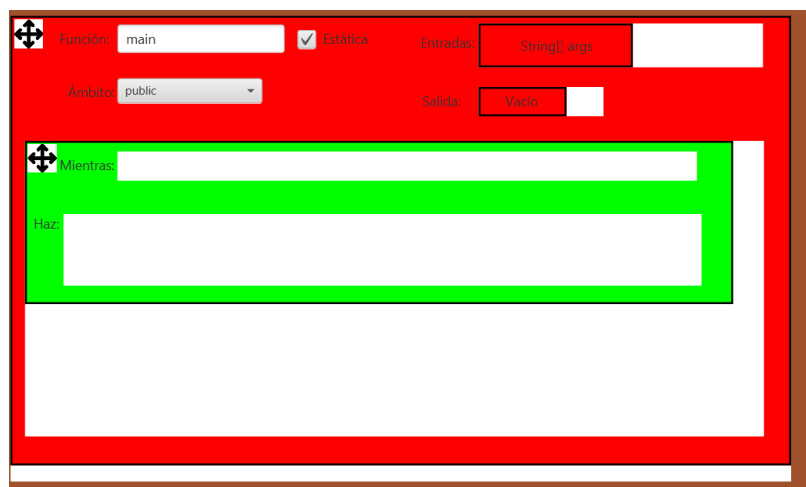 Función: main Estática Entradas: String[] args
Ámbito: public Salida: Vacío
Mientras:
Haz: